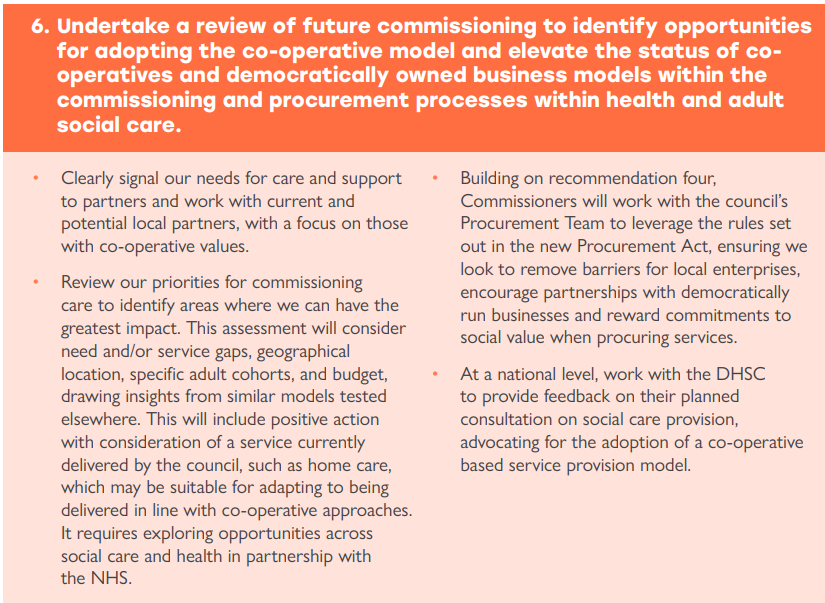 6. Undertake a review of future commissioning to identify opportunities
for adopting the co-operative model and elevate the status of co-
operatives and democratically owned business models within the
commissioning and procurement processes within health and adult
social care.
• Clearly signal our needs for care and support
to partners and work with current and
potential local partners, with a focus on those
with co-operative values.
• Review our priorities for commissioning
care to identify areas where we can have the
greatest impact. This assessment will consider
need and/or service gaps, geographical
location, specific adult cohorts, and budget,
drawing insights from similar models tested
elsewhere. This will include positive action
with consideration of a service currently
delivered by the council, such as home care,
which may be suitable for adapting to being
delivered in line with co-operative approaches.
It requires exploring opportunities across
social care and health in partnership with
the NHS.
• Building on recommendation four,
Commissioners will work with the council’s
Procurement Team to leverage the rules set
out in the new Procurement Act, ensuring we
look to remove barriers for local enterprises,
encourage partnerships with democratically
run businesses and reward commitments to
social value when procuring services.
• At a national level, work with the DHSC
to provide feedback on their planned
consultation on social care provision,
advocating for the adoption of a co-operative
based service provision model.